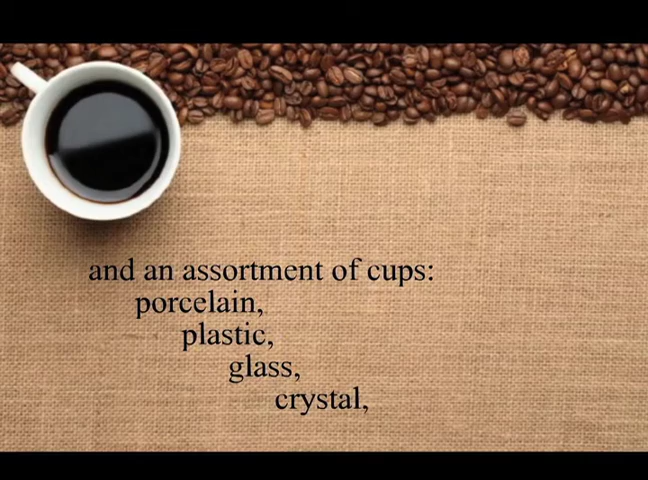 and an assortment of cups:
porcelain,
plastic,
glass,
crystal,